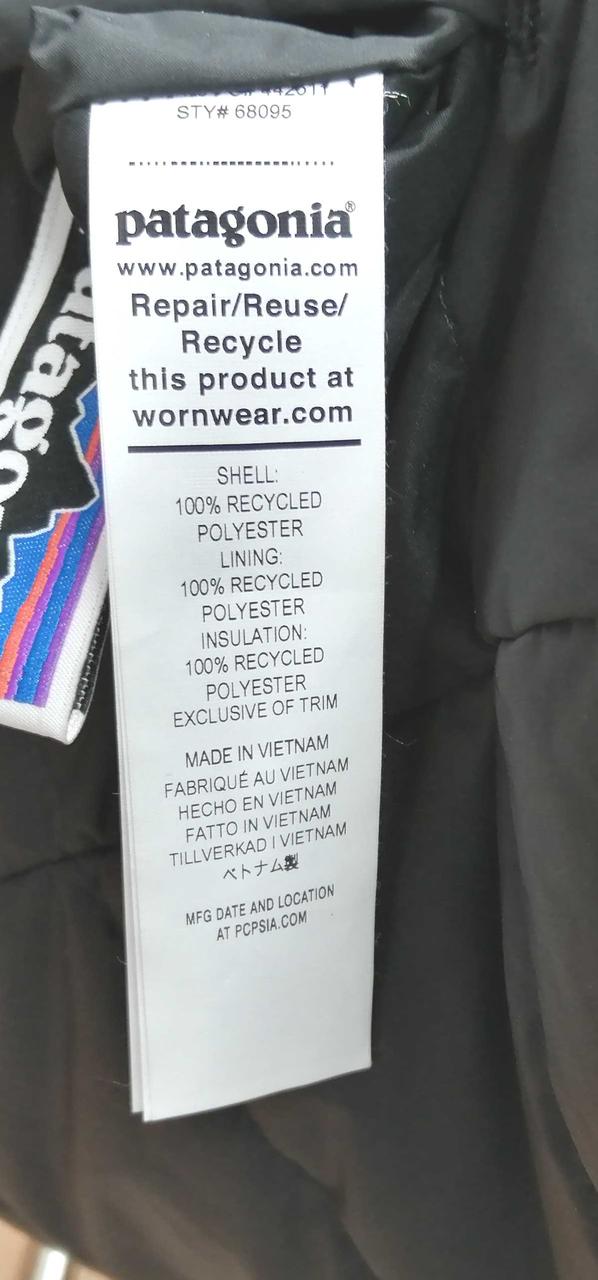 STY# 68095
patagonia®
www.patagonia.com
Repair/Reuse/
Recycle
this product at
wornwear.com
SHELL:
100% RECYCLED
POLYESTER
LINING:
100% RECYCLED
POLYESTER
INSULATION:
100% RECYCLED
POLYESTER
EXCLUSIVE OF TRIM
MADE IN VIETNAM
FABRIQUÉ AU VIETNAM
HECHO EN VIETNAM
FATTO IN VIETNAM
TILLVERKAD I VIETNAM
ベトナム製
MFG DATE AND LOCATION
AT PCPSIA.COM
atago